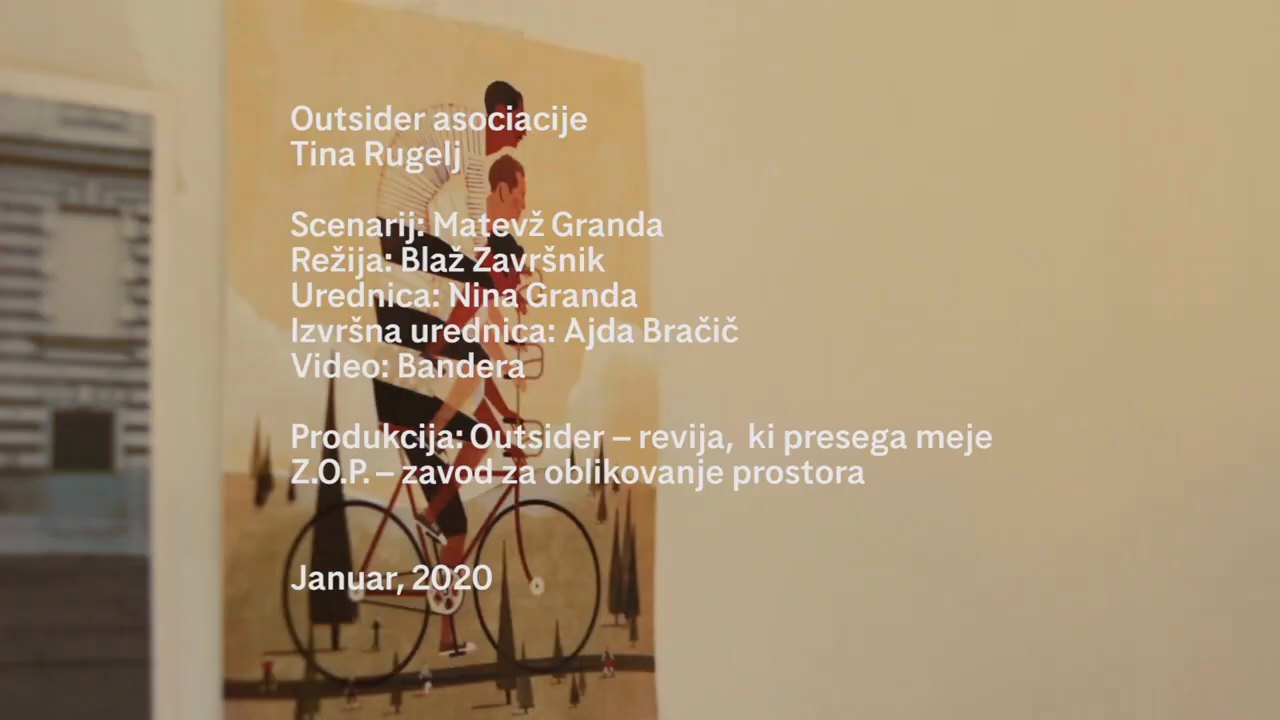 Outsider asociacije
Tina Rugelj
Scenarij: Matevž Granda
Režija: Blaž Završnik
Urednica: Nina Granda
Izvršna urednica: Ajda Bračič
Video: Bandera
Produkcija: Outsider – revija, ki presega meje
Z.O.P. – zavod za oblikovanje prostora
Januar, 2020